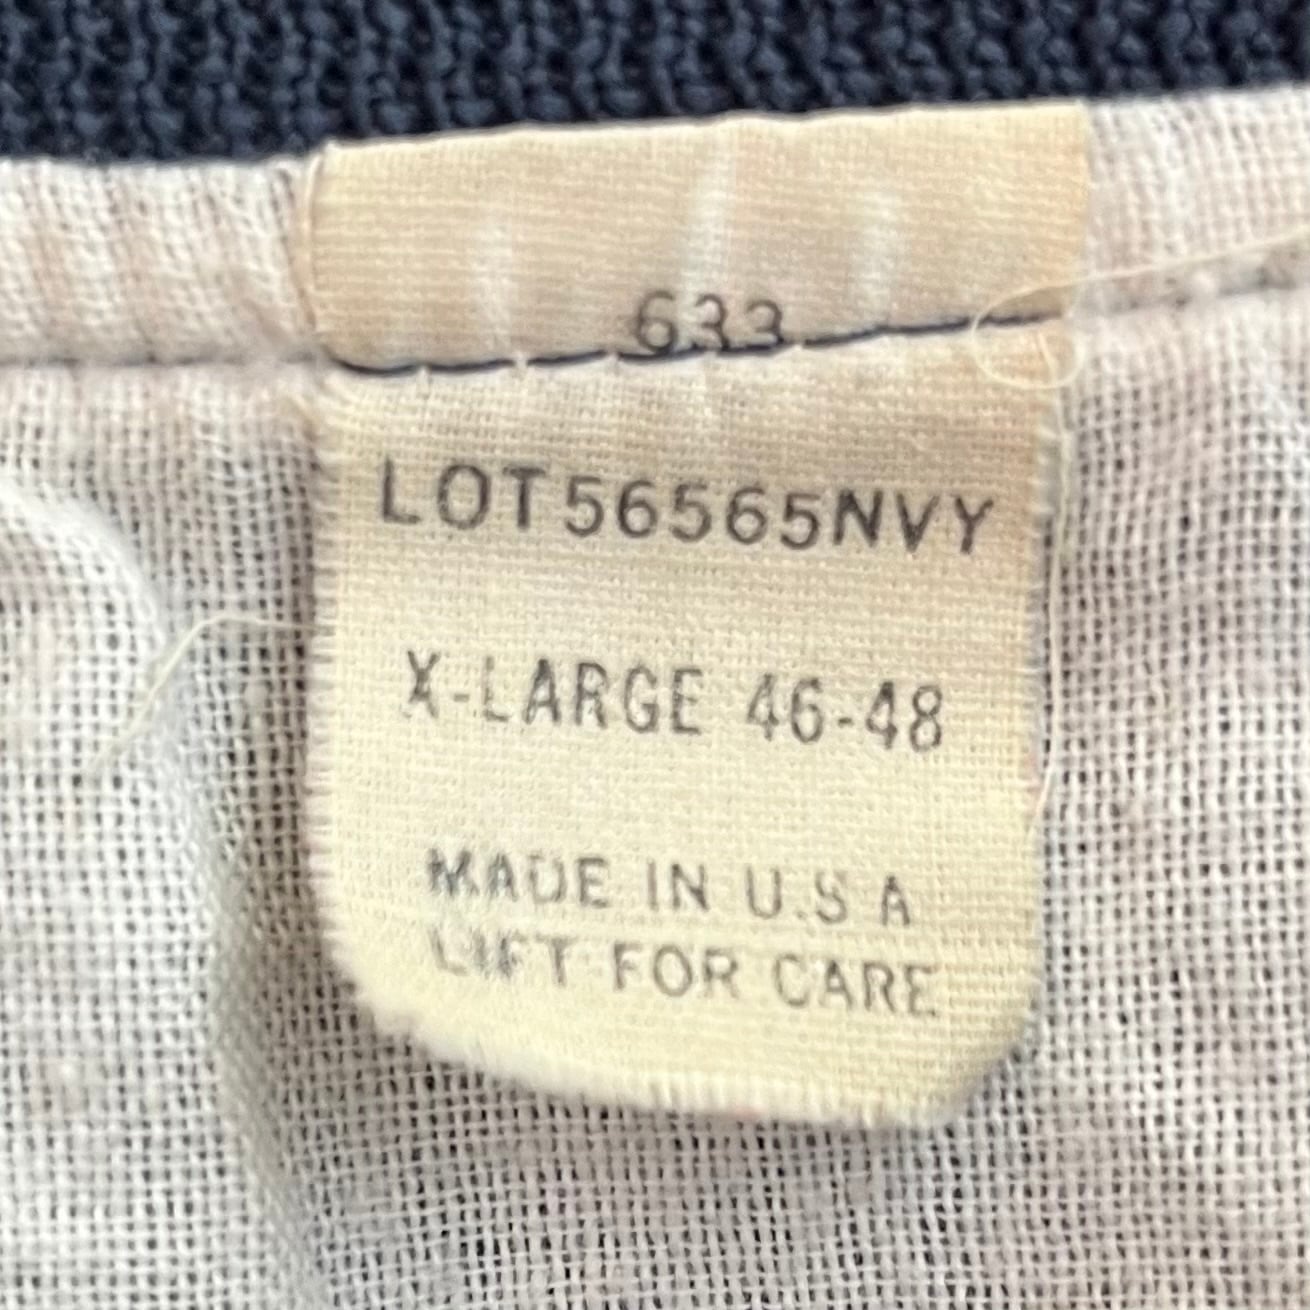 633
LOT56565NVY
X-LARGE 46-48
MADE IN U.S A
LIFT FOR CARE